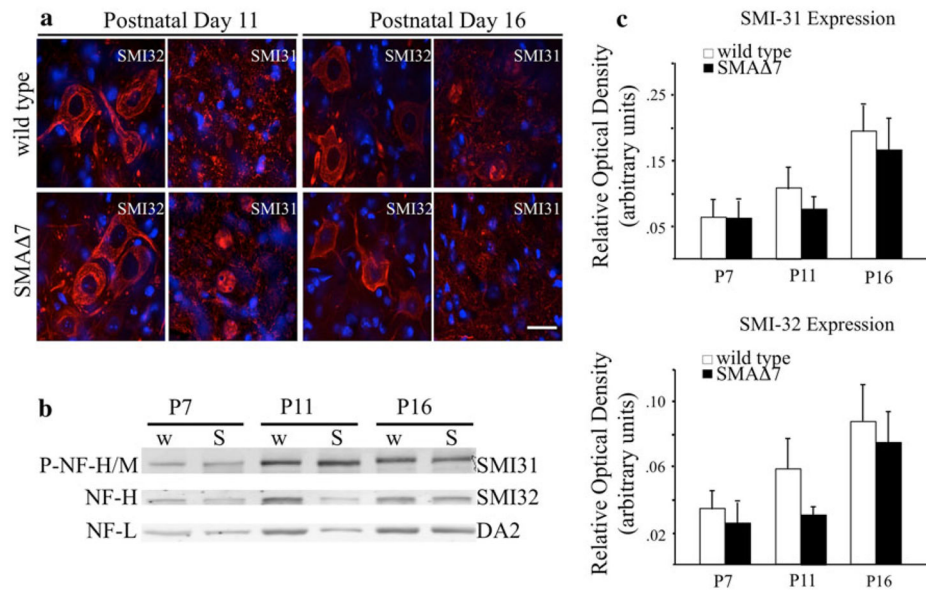 a
Postnatal Day 11
Postnatal Day 16
wild type
SMI32
SMI31
SMI32
SMI31
SMAΔ7
SMI32
SMI31
SMI32
SMI31
b
P7
P11
P16
w S w S w S
P-NF-H/M
SMI31
NF-H
SMI32
NF-L
DA2
c
SMI-31 Expression
wild type
SMAΔ7
Relative Optical Density
(arbitrary units)
.25
.15
.05
P7
P11
P16
SMI-32 Expression
wild type
SMAΔ7
Relative Optical Density
(arbitrary units)
.10
.06
.02
P7
P11
P16